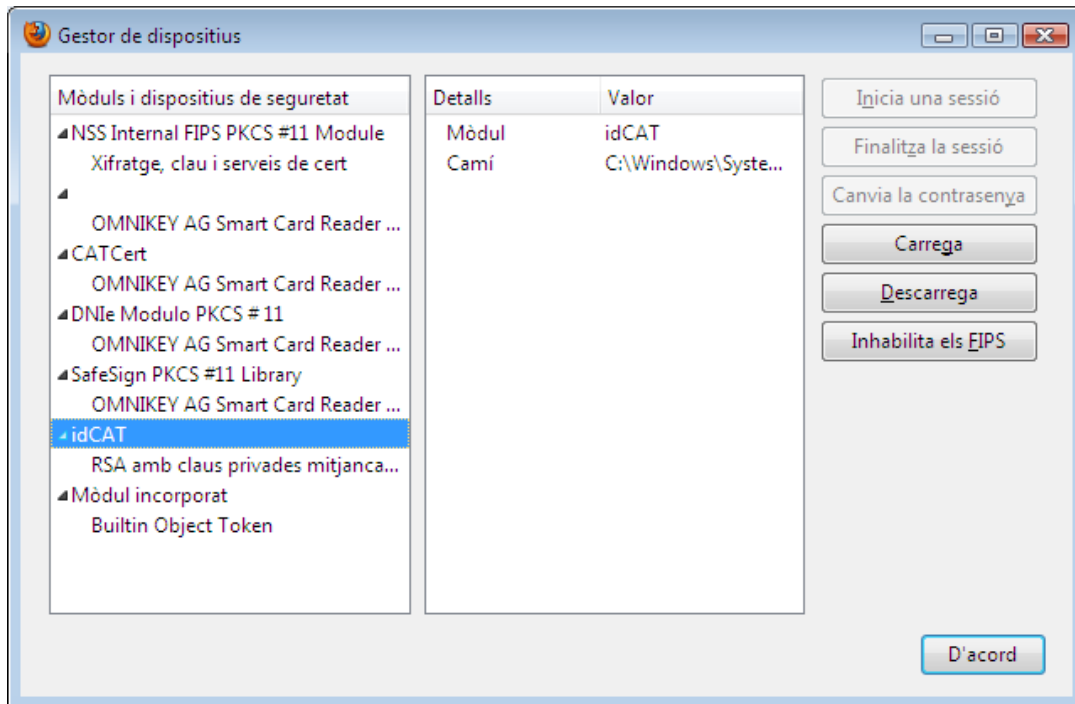 Gestor de dispositius
Mòduls i dispositius de seguretat
NSS Internal FIPS PKCS #11 Module
Xifratge, clau i serveis de cert
OMNIKEY AG Smart Card Reader ...
CATCert
OMNIKEY AG Smart Card Reader ...
DNIe Modulo PKCS # 11
OMNIKEY AG Smart Card Reader ...
SafeSign PKCS #11 Library
OMNIKEY AG Smart Card Reader ...
idCAT
RSA amb claus privades mitjanca...
Mòdul incorporat
Builtin Object Token
Detalls Valor
Mòdul idCAT
Camí C:\Windows\Syste...
Inicia una sessió
Finalitza la sessió
Canvia la contrasenya
Carrega
Descarrega
Inhabilita els FIPS
D'acord